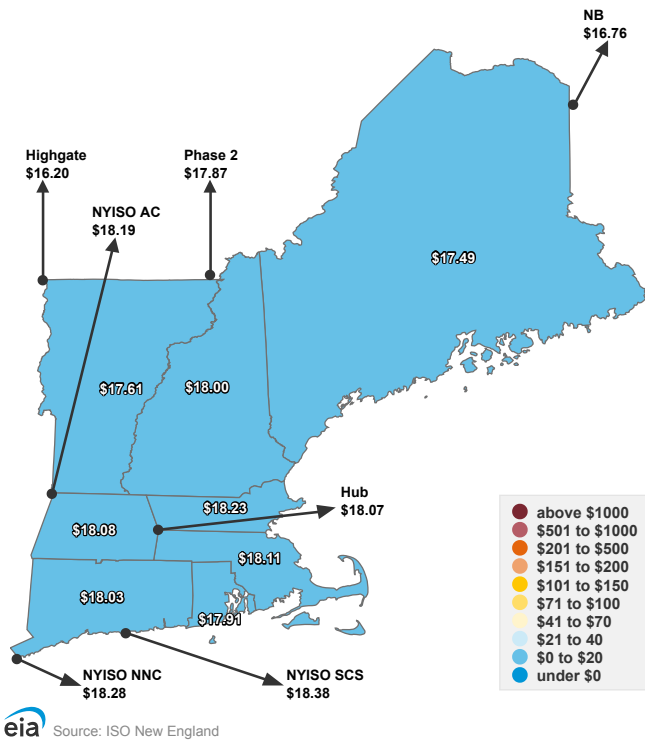 NB
$16.76
Highgate
$16.20
Phase 2
$17.87
NYISO AC
$18.19
$17.49
$17.61
$18.00
Hub
$18.07
$18.23
$18.08
$18.11
$18.03
$17.91
NYISO NNC
$18.28
NYISO SCS
$18.38
above $1000
$501 to $1000
$201 to $500
$151 to $200
$101 to $150
$71 to $100
$41 to $70
$21 to 40
$0 to $20
under $0
eia Source: ISO New England